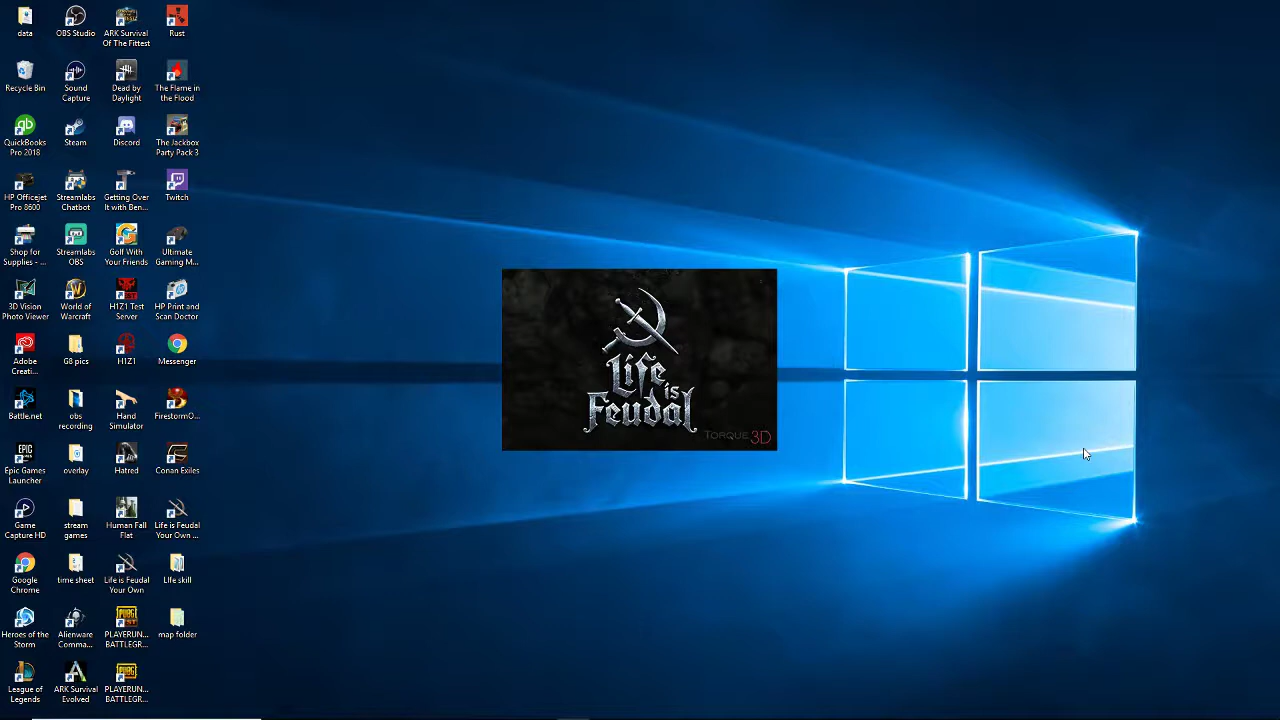 data
OBS Studio
ARK Survival
Of The Fittest
Rust
Recycle Bin
Sound
Capture
Dead by
Daylight
The Flame in
the Flood
QuickBooks
Pro 2018
Steam
Discord
The Jackbox
Party Pack 3
HP Officejet
Pro 8600
Streamlabs
Chatbot
Getting Over
It with Ben...
Twitch
Shop for
Supplies - ...
Streamlabs
OBS
Golf With
Your Friends
Ultimate
Gaming M...
3D Vision
Photo Viewer
World of
Warcraft
H1Z1 Test
Server
HP Print and
Scan Doctor
Adobe
Creati...
G8 pics
H1Z1
Messenger
Battle.net
obs
recording
Hand
Simulator
FirestormO...
Epic Games
Launcher
overlay
Hatred
Conan Exiles
Game
Capture HD
stream
games
Human Fall
Flat
Life is Feudal
Your Own ...
Google
Chrome
time sheet
Life is Feudal
Your Own
LIfe skill
Heroes of the
Storm
Alienware
Comma...
PLAYERUN...
BATTLEGR...
map folder
League of
Legends
ARK Survival
Evolved
PLAYERUN...
BATTLEGR...
Life
is
Feudal
TORQUE 3D